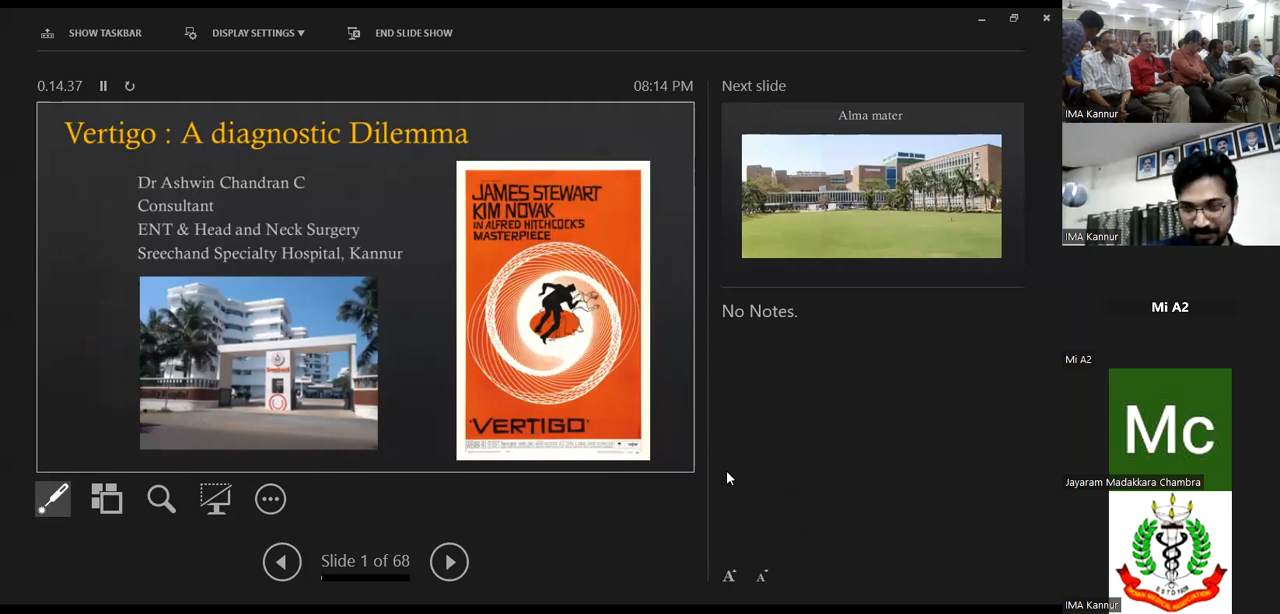 SHOW TASKBAR
DISPLAY SETTINGS ▼
END SLIDE SHOW
0.14.37
08:14 PM
Next slide
Vertigo : A diagnostic Dilemma
Dr Ashwin Chandran C
Consultant
ENT & Head and Neck Surgery
Sreechand Specialty Hospital, Kannur
JAMES STEWART
KIM NOVAK
IN ALFRED HITCHCOCK'S
MASTERPIECE
'VERTIGO'
Alma mater
No Notes.
Slide 1 of 68
A
A
IMA Kannur
IMA Kannur
Mi A2
Mi A2
Mc
Jayaram Madakkara Chambra
INDIAN MEDICAL ASSOCIATION
IMA Kannur